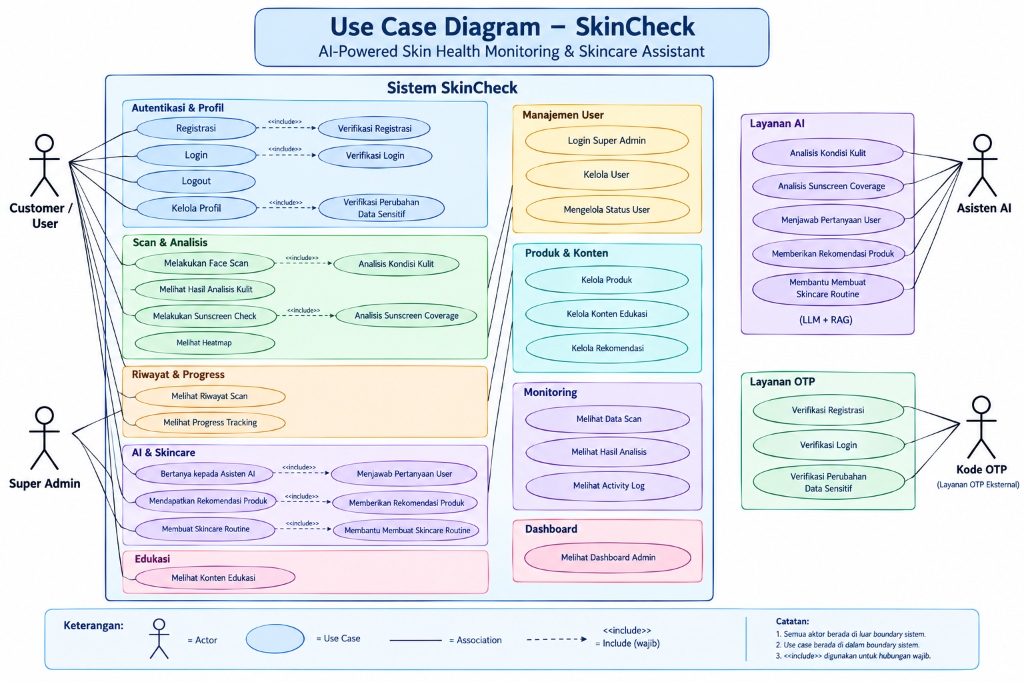 Use Case Diagram – SkinCheck
AI-Powered Skin Health Monitoring & Skincare Assistant
Sistem SkinCheck
Customer /
User
Super Admin
Autentikasi & Profil
Registrasi
<<include>>
Verifikasi Registrasi
Login
<<include>>
Verifikasi Login
Logout
Kelola Profil
<<include>>
Verifikasi Perubahan
Data Sensitif
Scan & Analisis
Melakukan Face Scan
<<include>>
Analisis Kondisi Kulit
Melihat Hasil Analisis Kulit
Melakukan Sunscreen Check
<<include>>
Analisis Sunscreen Coverage
Melihat Heatmap
Riwayat & Progress
Melihat Riwayat Scan
Melihat Progress Tracking
AI & Skincare
Bertanya kepada Asisten AI
<<include>>
Menjawab Pertanyaan User
Mendapatkan Rekomendasi Produk
<<include>>
Memberikan Rekomendasi Produk
Membuat Skincare Routine
<<include>>
Membantu Membuat Skincare Routine
Edukasi
Melihat Konten Edukasi
Manajemen User
Login Super Admin
Kelola User
Mengelola Status User
Produk & Konten
Kelola Produk
Kelola Konten Edukasi
Kelola Rekomendasi
Monitoring
Melihat Data Scan
Melihat Hasil Analisis
Melihat Activity Log
Dashboard
Melihat Dashboard Admin
Layanan AI
Analisis Kondisi Kulit
Analisis Sunscreen Coverage
Menjawab Pertanyaan User
Memberikan Rekomendasi Produk
Membantu Membuat
Skincare Routine
(LLM + RAG)
Asisten AI
Layanan OTP
Verifikasi Registrasi
Verifikasi Login
Verifikasi Perubahan
Data Sensitif
Kode OTP
(Layanan OTP Eksternal)
Keterangan:
= Actor
= Use Case
= Association
<<include>>
= Include (wajib)
Catatan:
1. Semua aktor berada di luar boundary sistem.
2. Use case berada di dalam boundary sistem.
3. <<include>> digunakan untuk hubungan wajib.